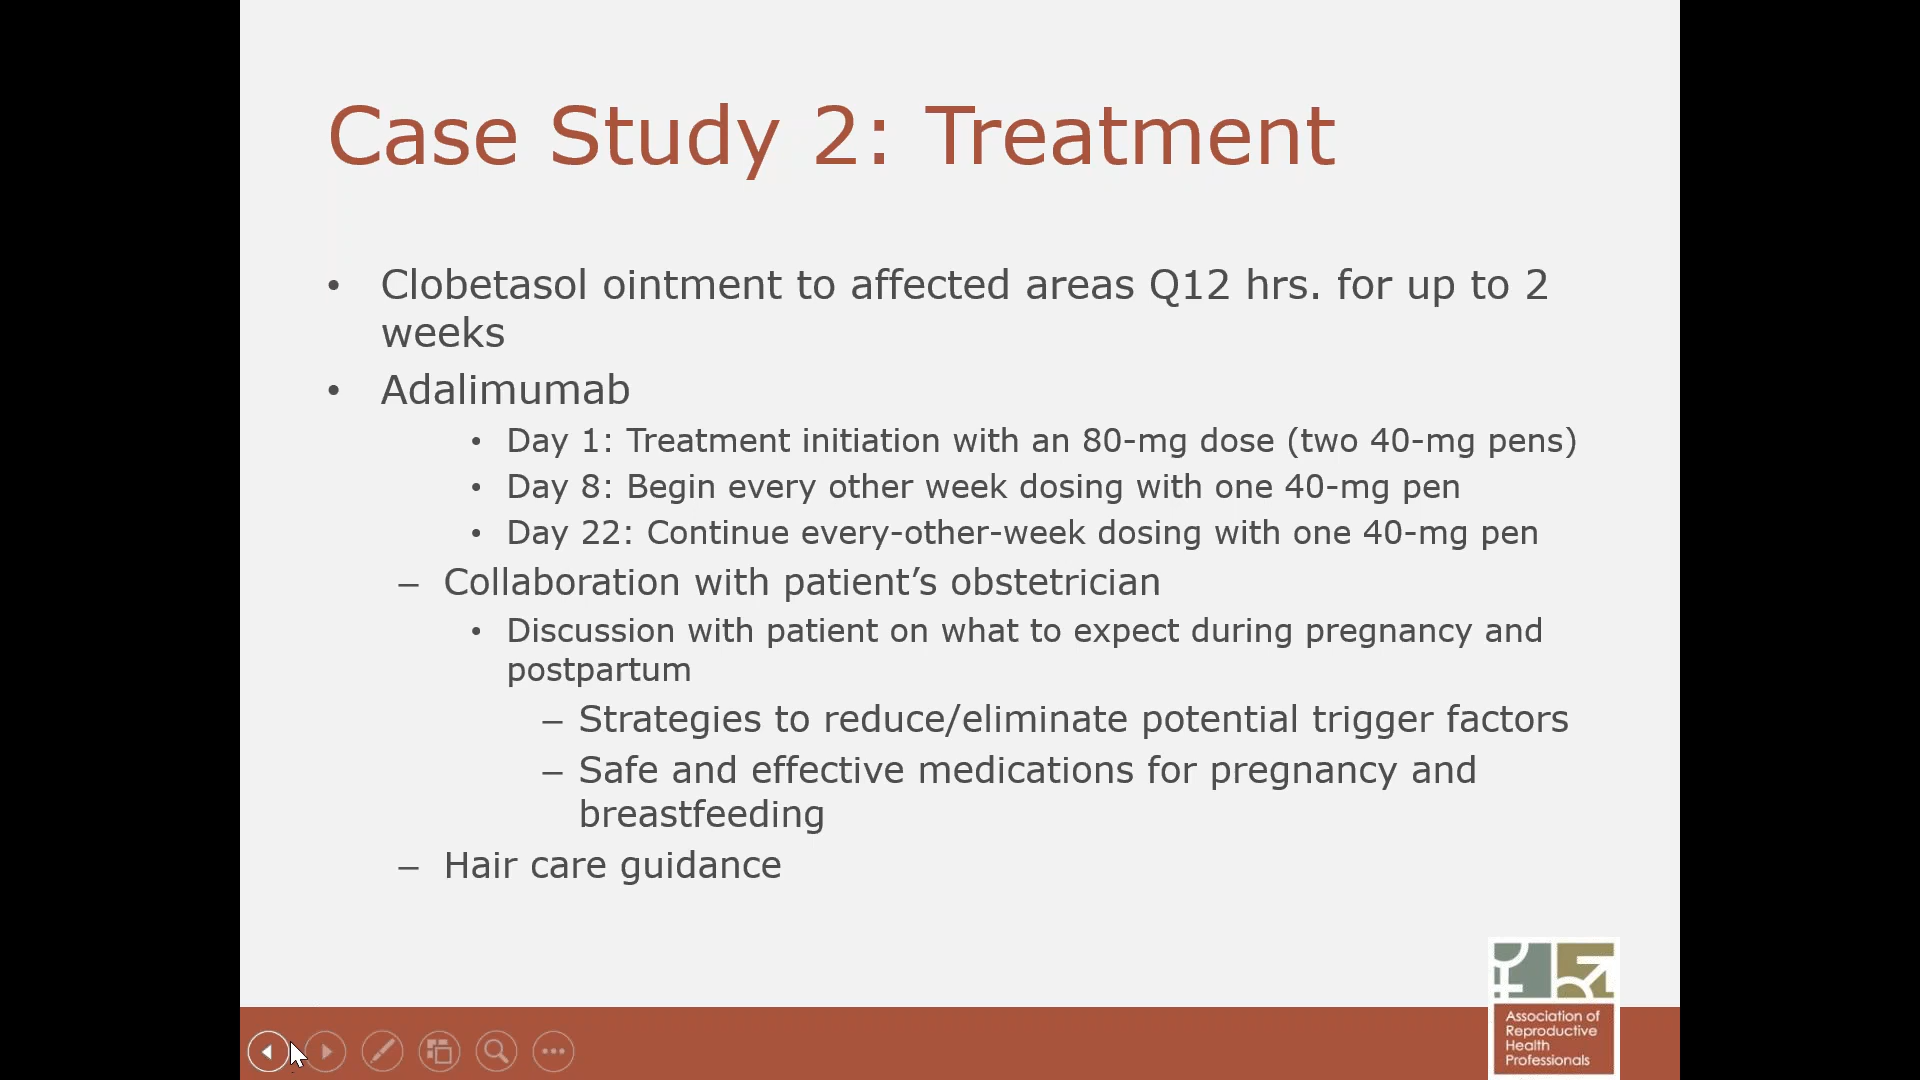 Case Study 2: Treatment
• Clobetasol ointment to affected areas Q12 hrs. for up to 2
weeks
• Adalimumab
• Day 1: Treatment initiation with an 80-mg dose (two 40-mg pens)
• Day 8: Begin every other week dosing with one 40-mg pen
• Day 22: Continue every-other-week dosing with one 40-mg pen
– Collaboration with patient’s obstetrician
• Discussion with patient on what to expect during pregnancy and
postpartum
– Strategies to reduce/eliminate potential trigger factors
– Safe and effective medications for pregnancy and
breastfeeding
– Hair care guidance
Association of
Reproductive
Health
Professionals